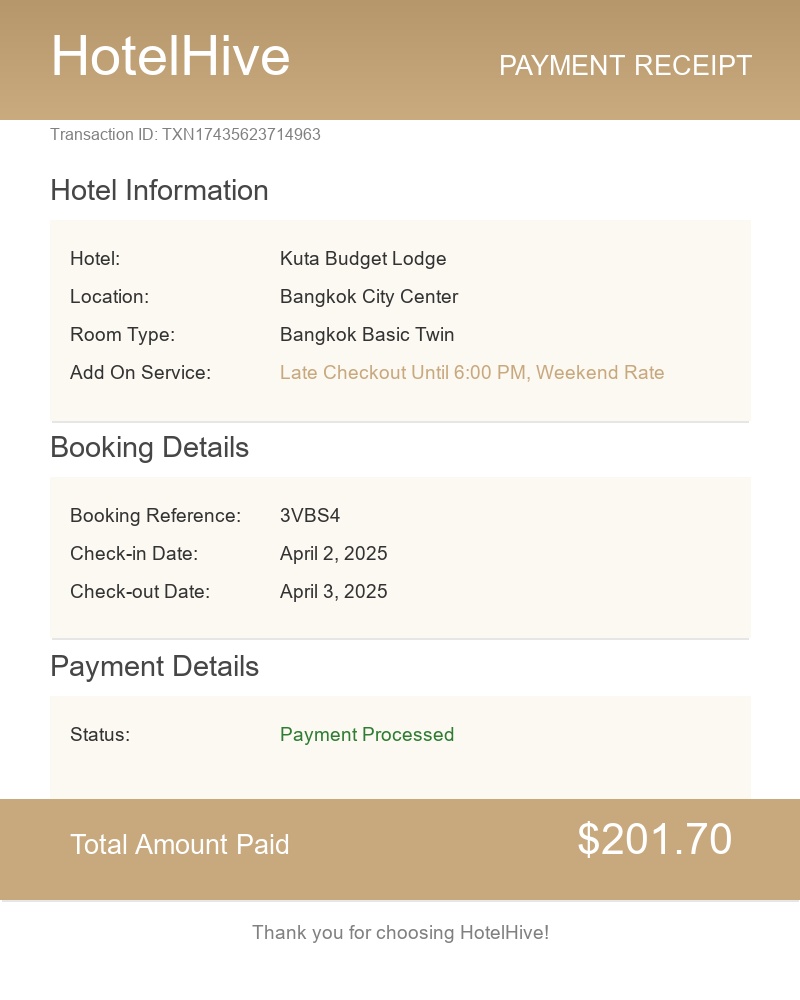 HotelHive
PAYMENT RECEIPT
Transaction ID: TXN17435623714963
Hotel Information
Hotel: Kuta Budget Lodge
Location: Bangkok City Center
Room Type: Bangkok Basic Twin
Add On Service: Late Checkout Until 6:00 PM, Weekend Rate
Booking Details
Booking Reference: 3VBS4
Check-in Date: April 2, 2025
Check-out Date: April 3, 2025
Payment Details
Status: Payment Processed
Total Amount Paid $201.70
Thank you for choosing HotelHive!